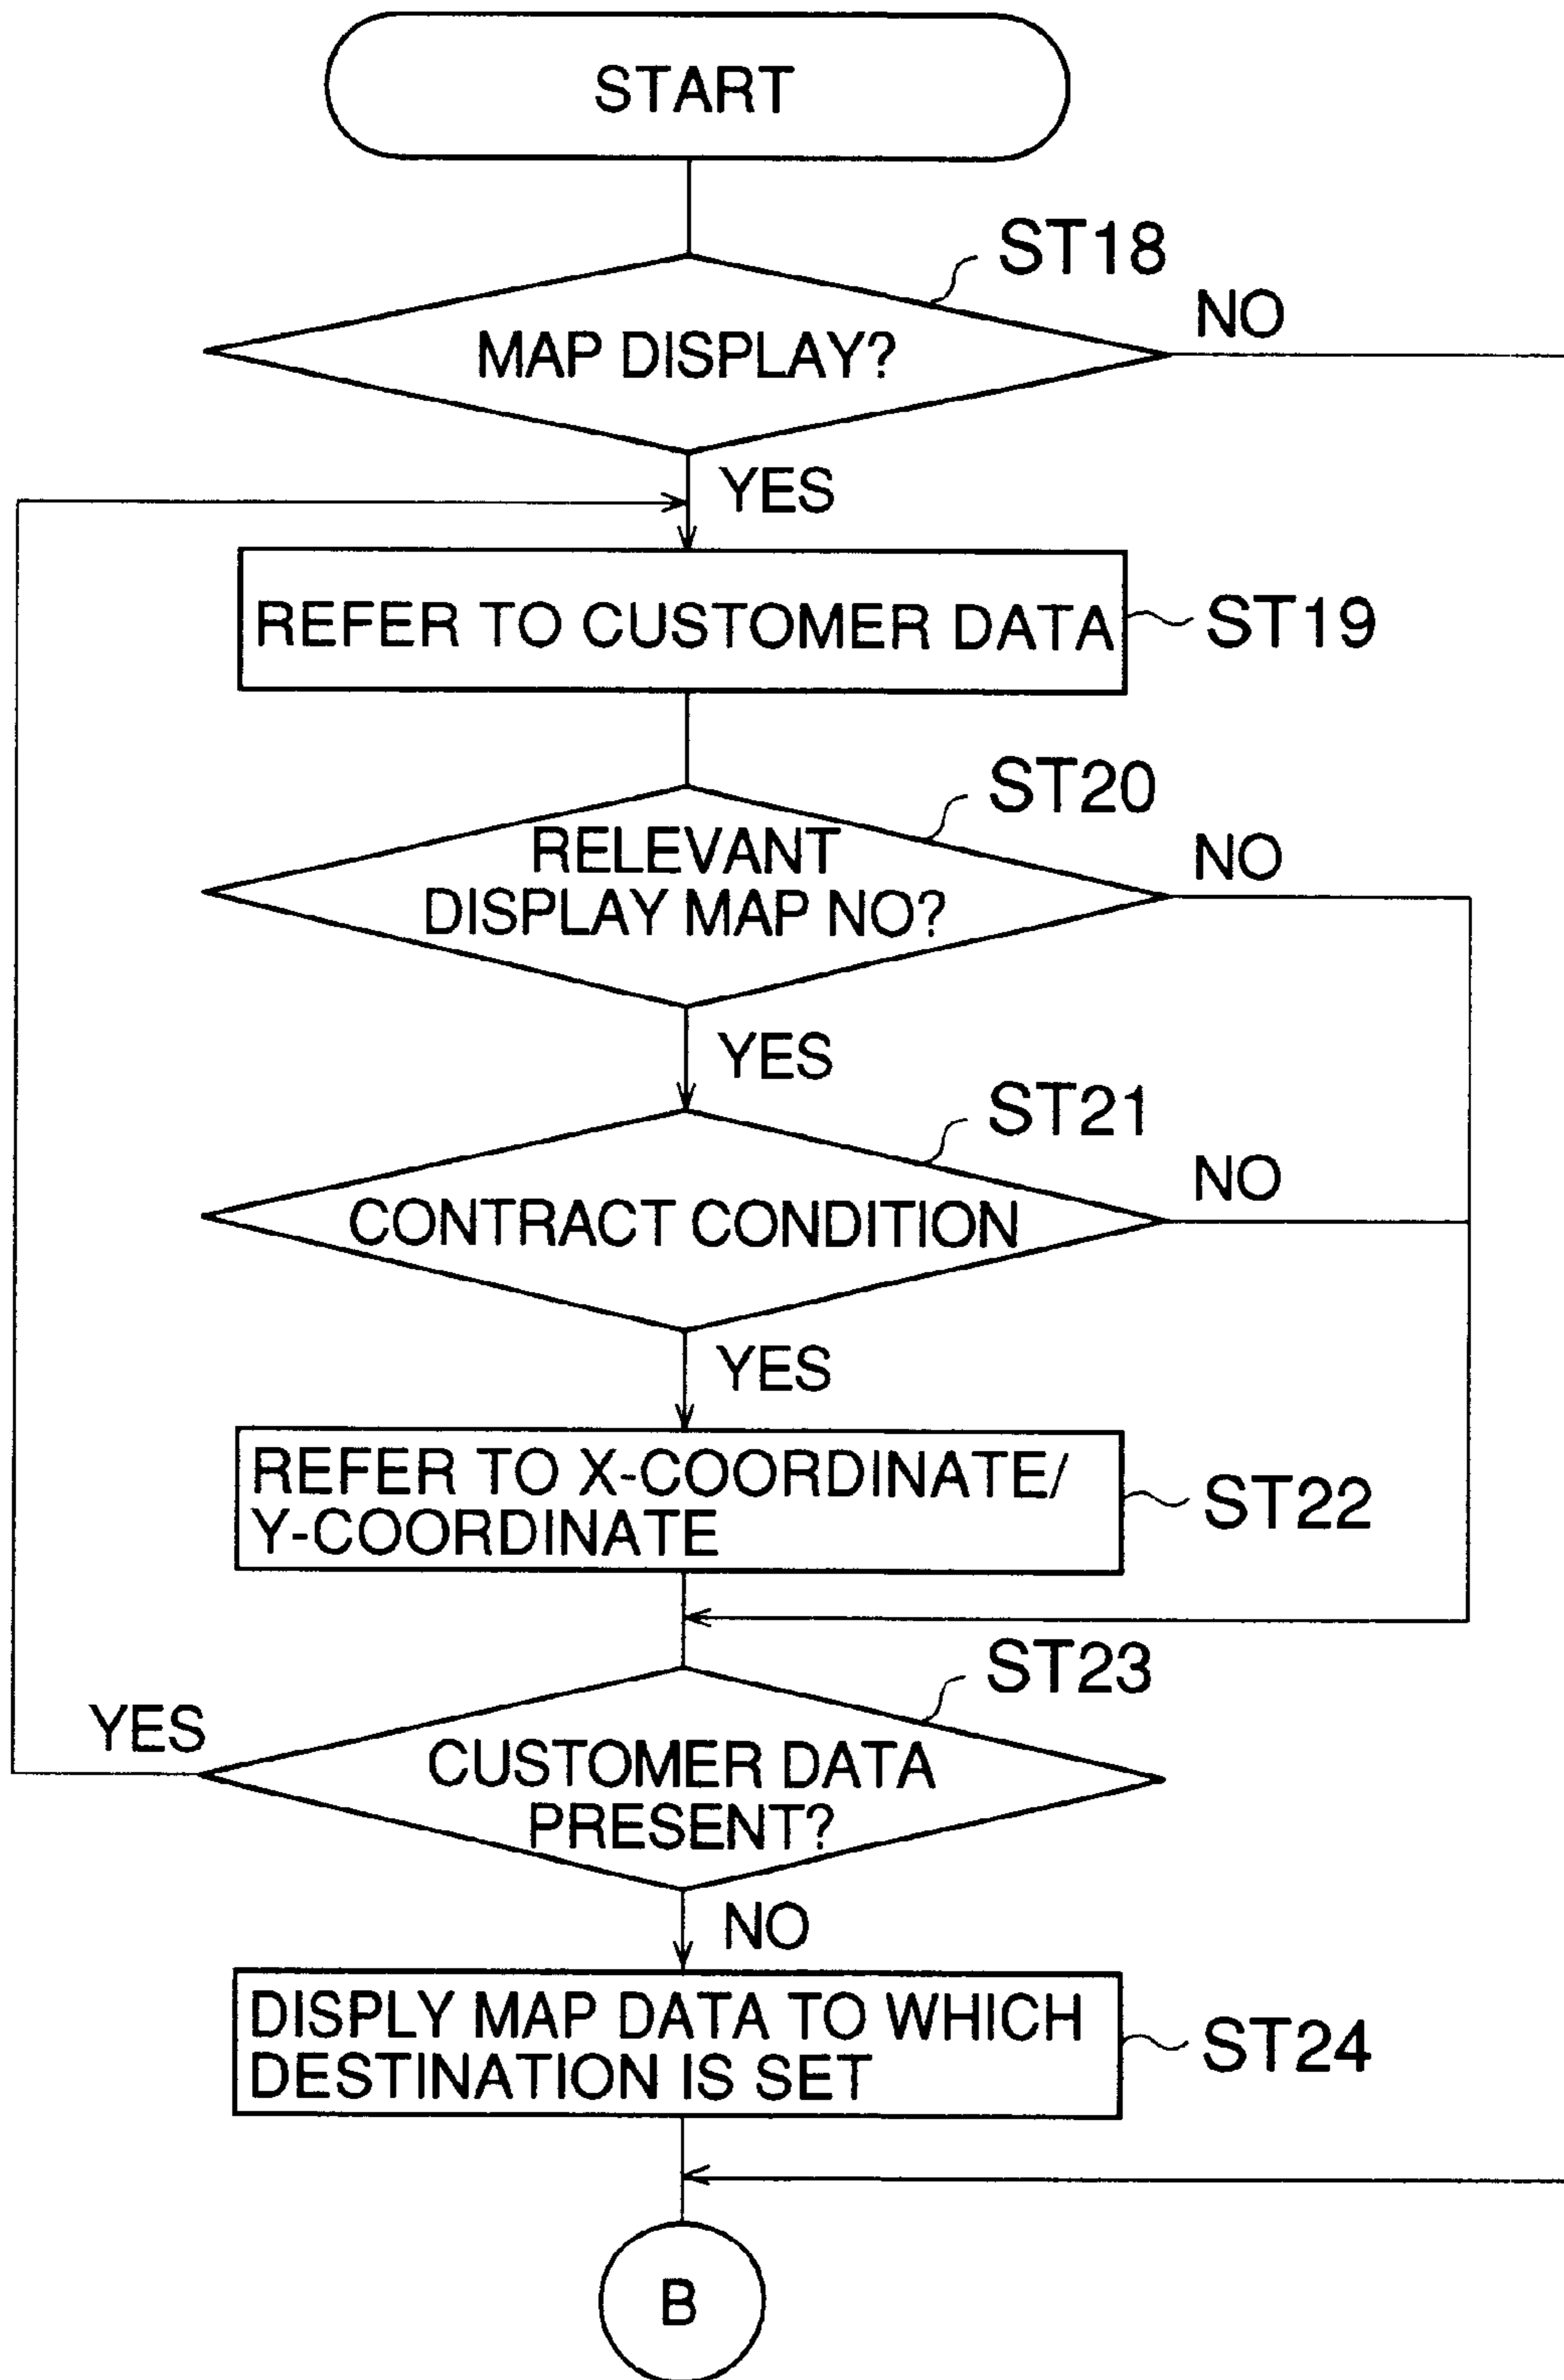 START
ST18
NO
MAP DISPLAY?
YES
REFER TO CUSTOMER DATA
ST19
ST20
RELEVANT
NO
DISPLAY MAP NO?
YES
ST21
NO
CONTRACT CONDITION
YES
REFER TO X-COORDINATE/
Y-COORDINATE
ST22
ST23
YES
CUSTOMER DATA
PRESENT?
NO
DISPLY MAP DATA TO WHICH
DESTINATION IS SET
ST24
B